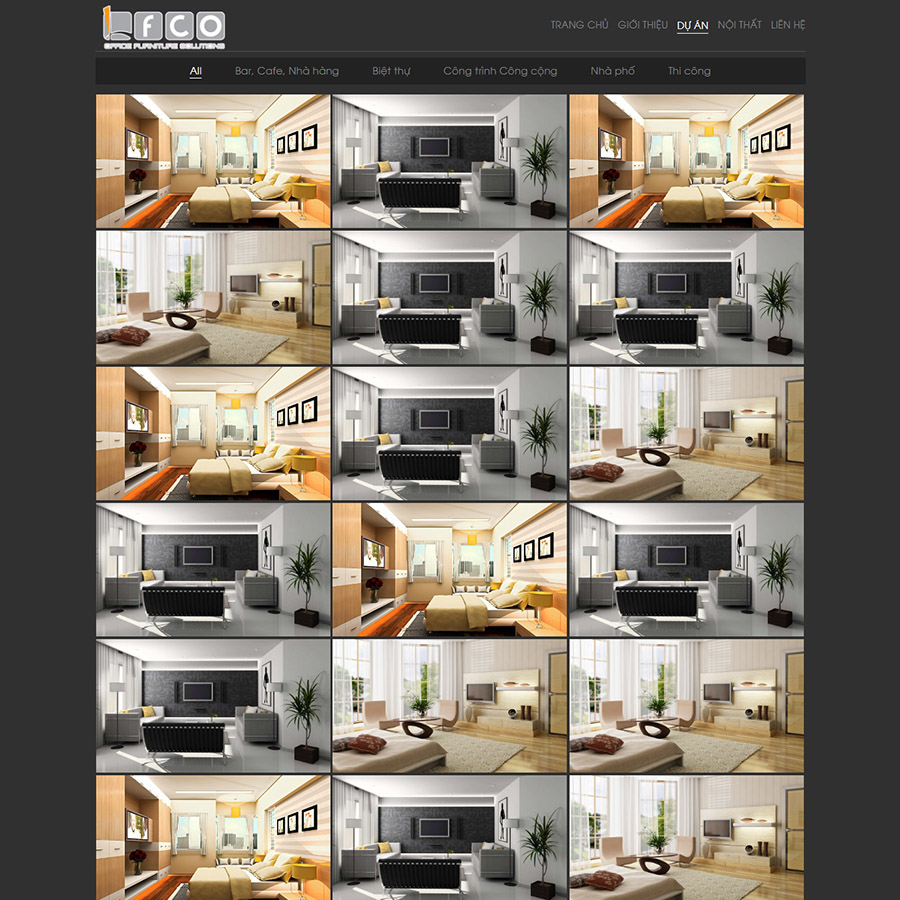 LFCO
OFFICE FURNITURE SOLUTIONS
TRANG CHỦ GIỚI THIỆU DỰ ÁN NỘI THẤT LIÊN HỆ
All Bar, Cafe, Nhà hàng Biệt thự Công trình Công cộng Nhà phố Thi công